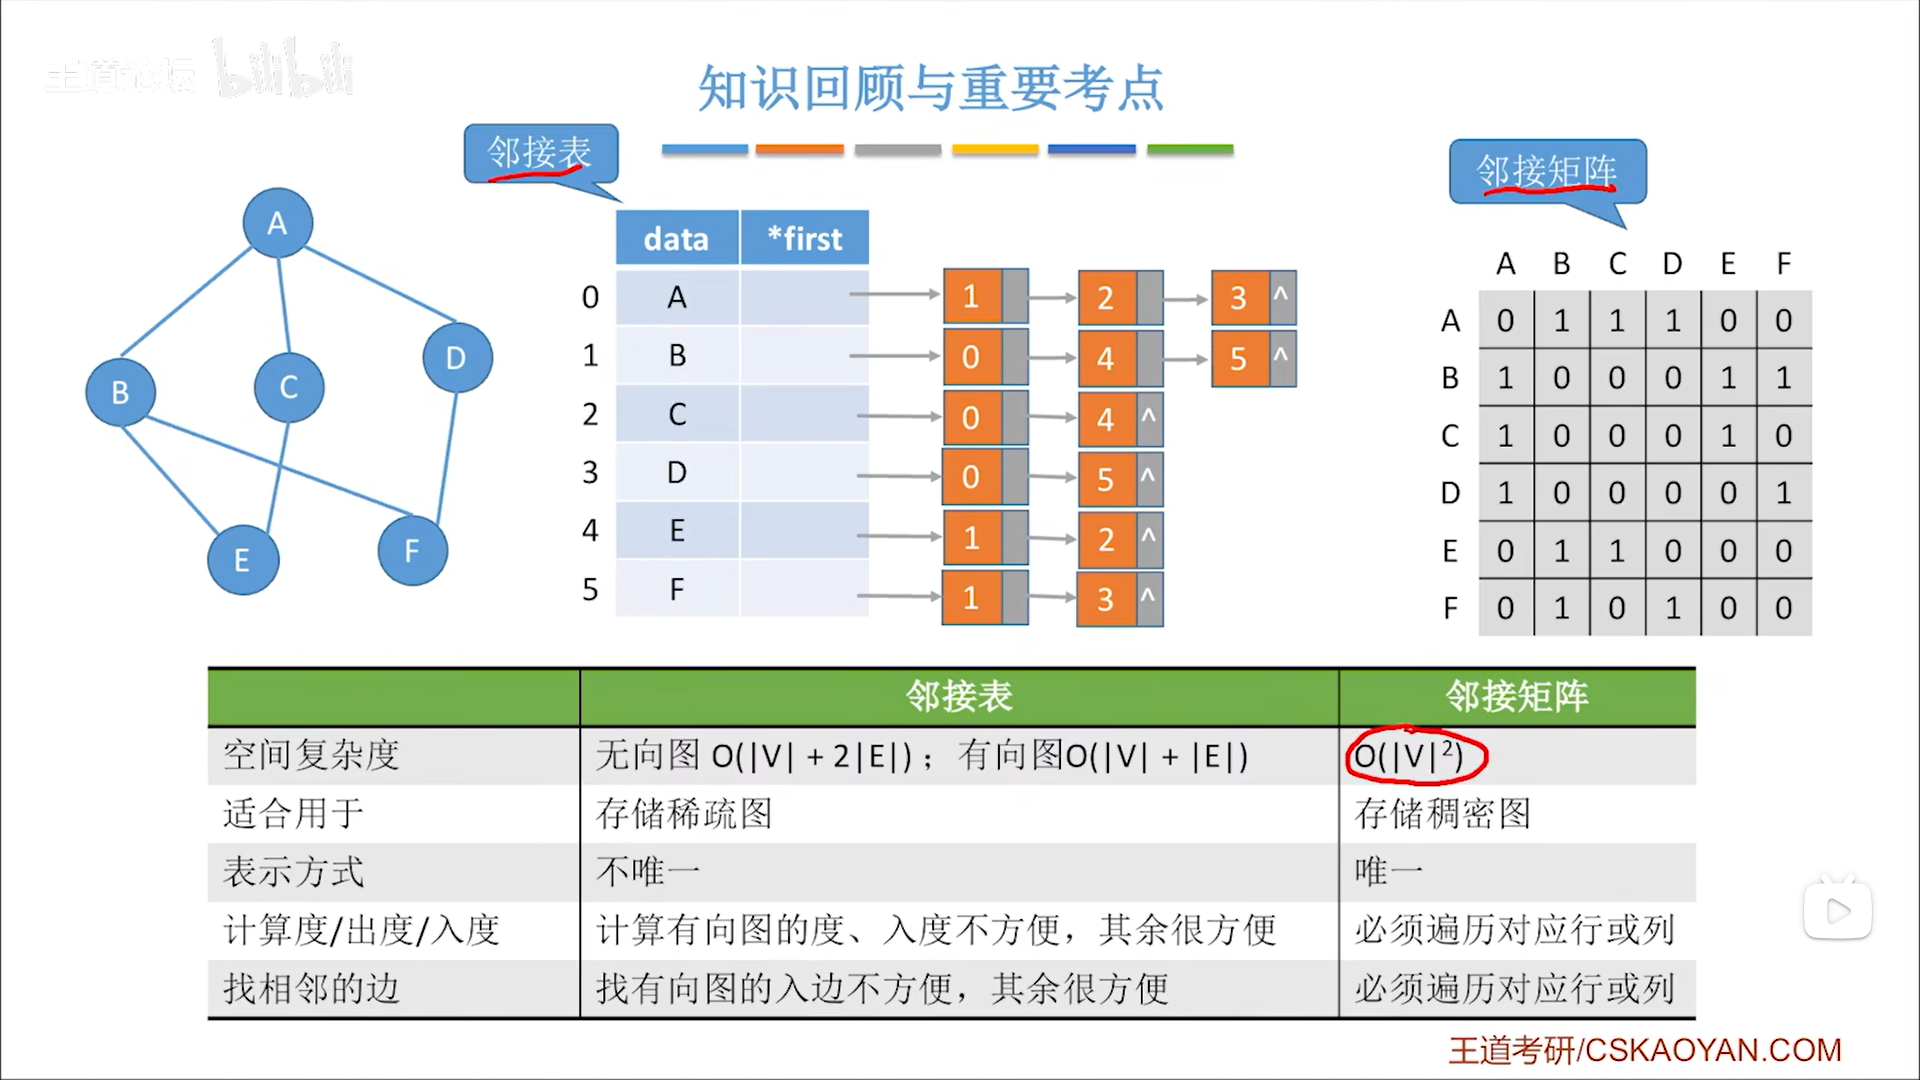 王道论坛 bilibili
知识回顾与重要考点
邻接表
邻接矩阵
A
B
C
D
E
F
data *first
0 A 1 2 3 ^
1 B 0 4 5 ^
2 C 0 4 ^
3 D 0 5 ^
4 E 1 2 ^
5 F 1 3 ^
A B C D E F
A 0 1 1 1 0 0
B 1 0 0 0 1 1
C 1 0 0 0 1 0
D 1 0 0 0 0 1
E 0 1 1 0 0 0
F 0 1 0 1 0 0
邻接表 邻接矩阵
空间复杂度 无向图 O(|V| + 2|E|)；有向图O(|V| + |E|) O(|V|²)
适合用于 存储稀疏图 存储稠密图
表示方式 不唯一 唯一
计算度/出度/入度 计算有向图的度、入度不方便，其余很方便 必须遍历对应行或列
找相邻的边 找有向图的入边不方便，其余很方便 必须遍历对应行或列
王道考研/CSKAOYAN.COM